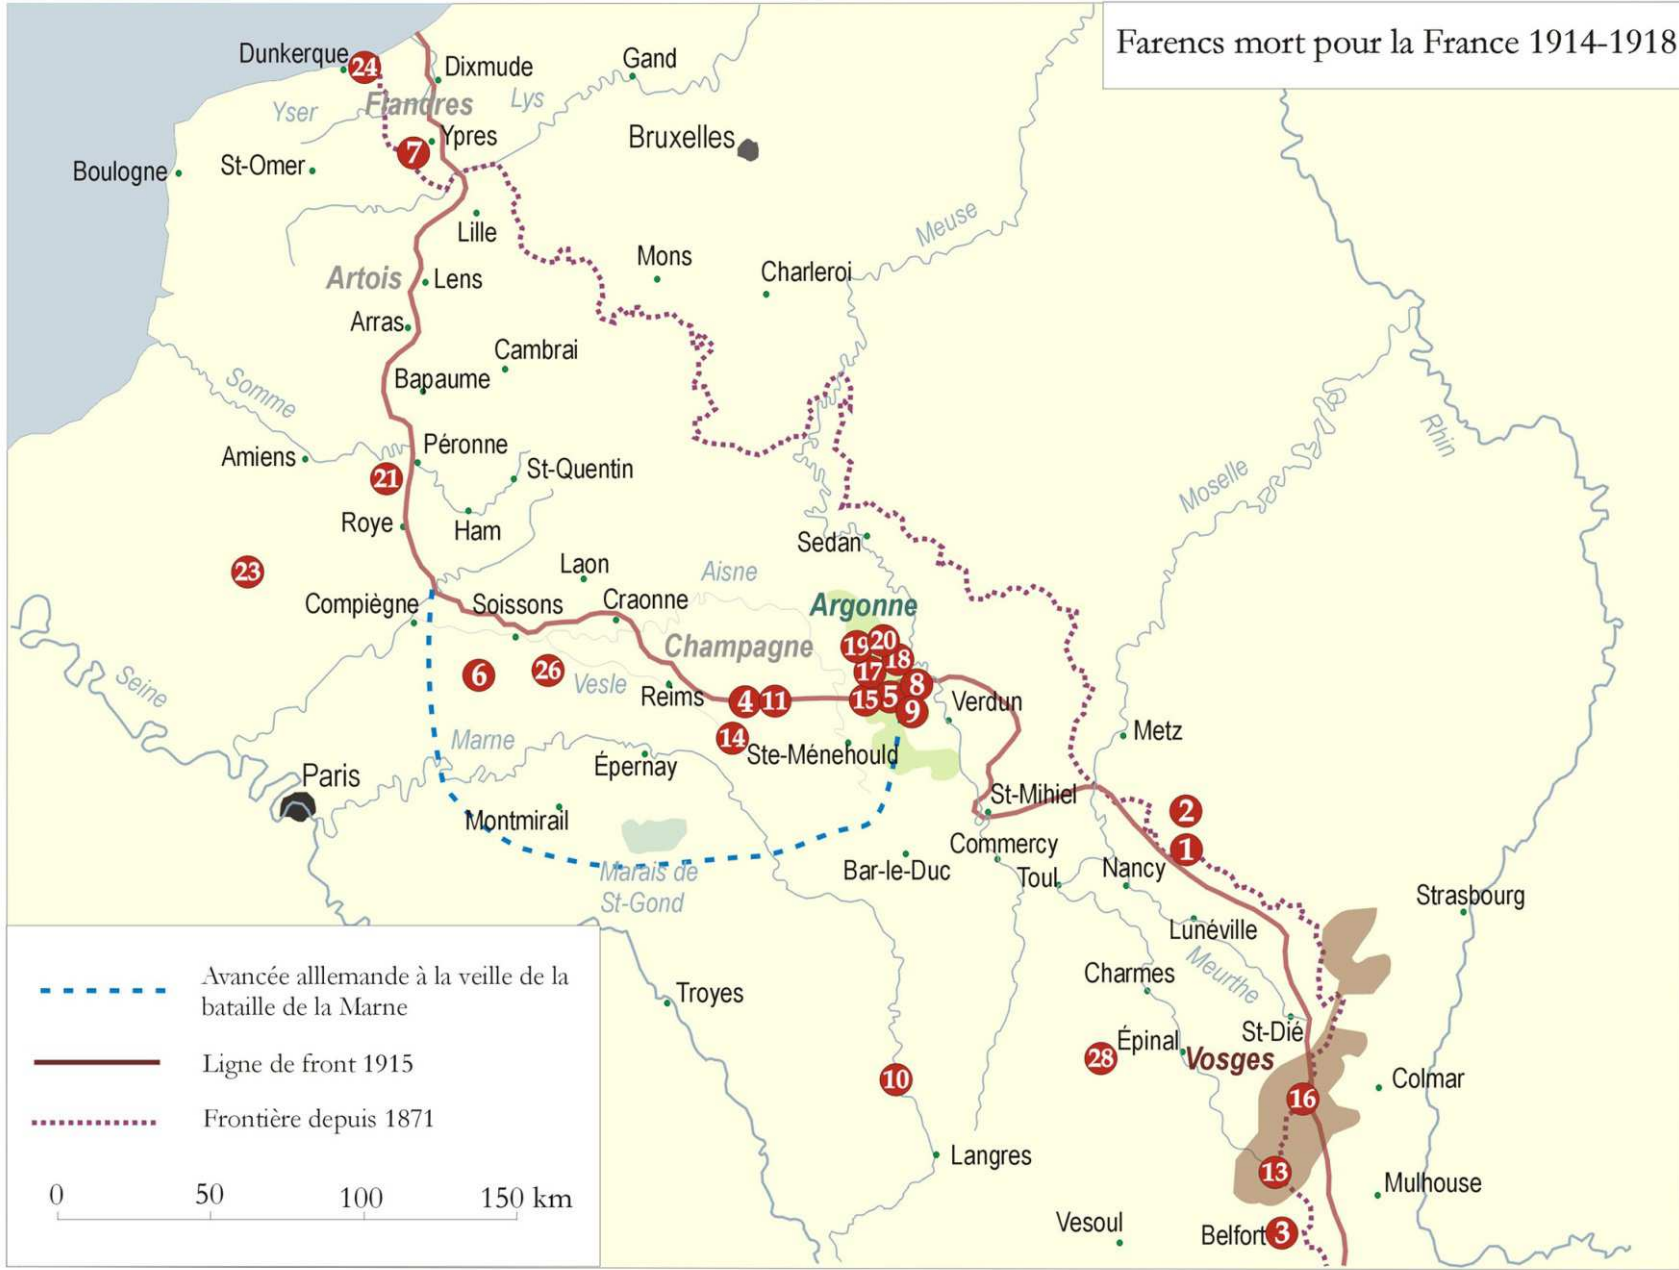 Farencs mort pour la France 1914-1918
Dunkerque
24
Dixmude
Gand
Yser
Flandres
Lys
Ypres
7
Bruxelles
Boulogne
St-Omer
Lille
Meuse
Mons
Charleroi
Artois
Lens
Arras
Cambrai
Bapaume
Somme
Rhin
Péronne
Amiens
St-Quentin
21
Moselle
Roye
Ham
Sedan
23
Laon
Aisne
Compiègne
Soissons
Craonne
Argonne
Champagne
19
20
18
17
6
26
Vesle
Reims
4
11
15
5
8
9
Verdun
Seine
Metz
14
Marne
Épernay
Ste-Ménehould
Paris
St-Mihiel
2
Montmirail
1
Commercy
Marais de
St-Gond
Bar-le-Duc
Toul
Nancy
Strasbourg
Lunéville
Meurthe
Charmes
Troyes
St-Dié
Épinal
28
Vosges
10
Colmar
16
Langres
13
Mulhouse
Vesoul
Belfort
3
Avancée alllemande à la veille de la
bataille de la Marne
Ligne de front 1915
Frontière depuis 1871
0 50 100 150 km